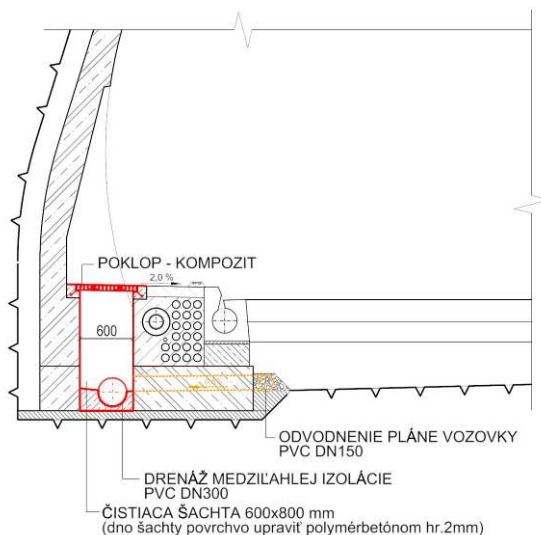 POKLOP - KOMPOZIT
2,0 %
600
ODVODNENIE PLÁNE VOZOVKY
PVC DN150
DRENÁŽ MEDZIĽAHLEJ IZOLÁCIE
PVC DN300
ČISTIACA ŠACHTA 600x800 mm
(dno šachty povrchvo upraviť polymérbetónom hr.2mm)